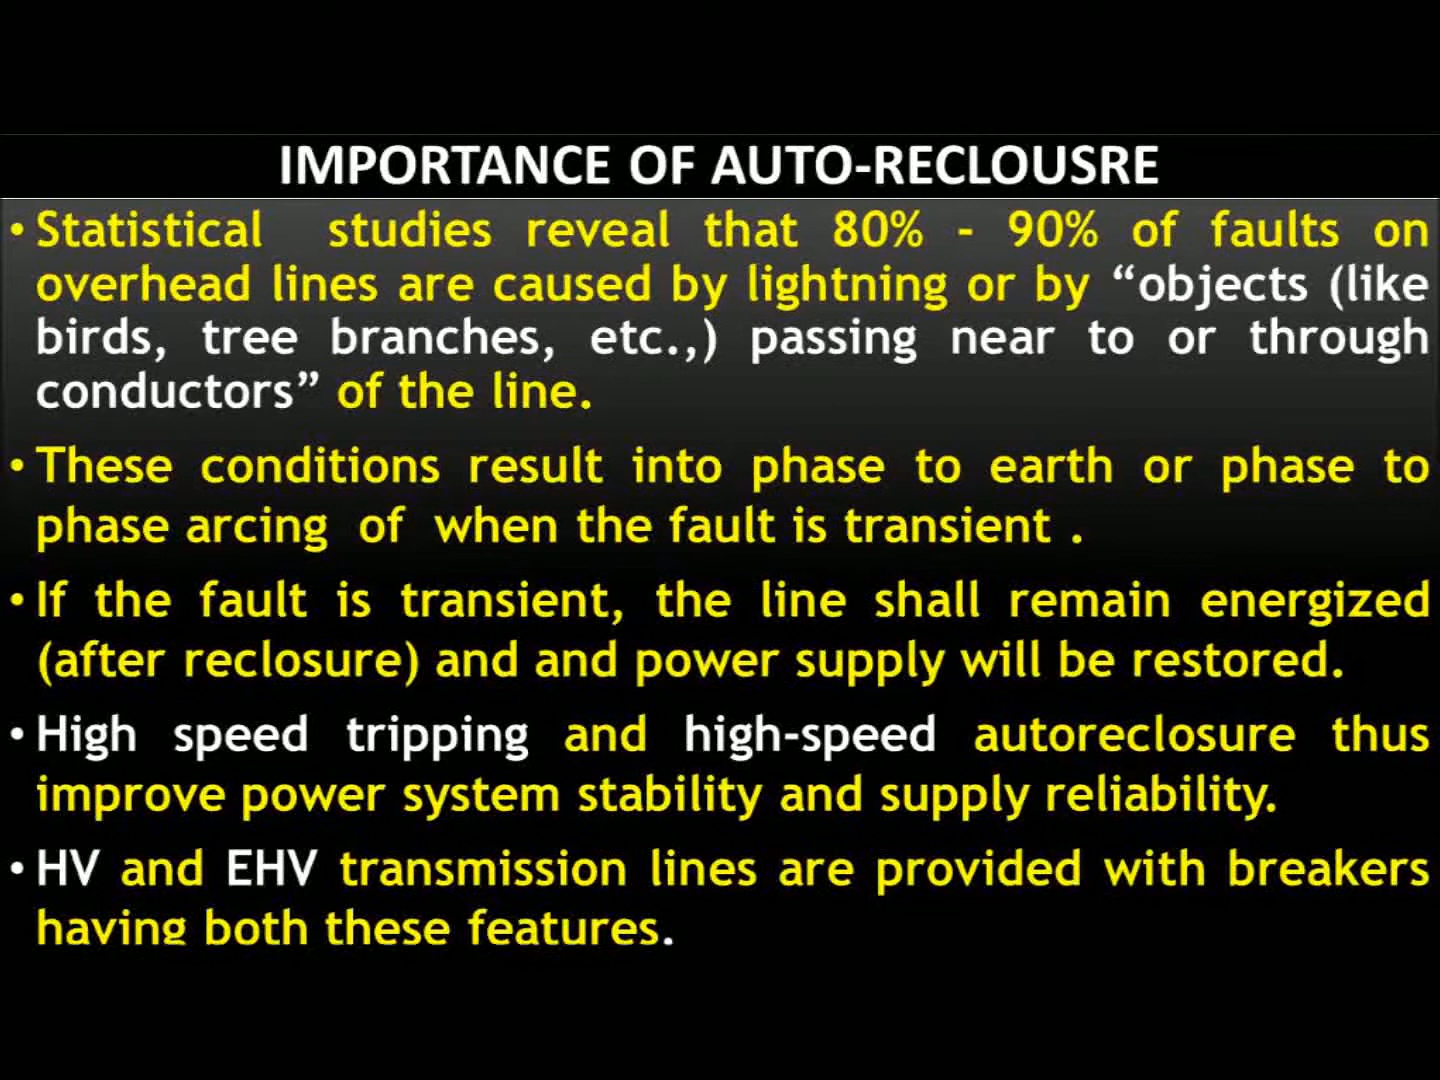 IMPORTANCE OF AUTO-RECLOUSRE
• Statistical studies reveal that 80% - 90% of faults on
overhead lines are caused by lightning or by “objects (like
birds, tree branches, etc.,) passing near to or through
conductors” of the line.
• These conditions result into phase to earth or phase to
phase arcing of when the fault is transient .
• If the fault is transient, the line shall remain energized
(after reclosure) and and power supply will be restored.
• High speed tripping and high-speed autoreclosure thus
improve power system stability and supply reliability.
• HV and EHV transmission lines are provided with breakers
having both these features.